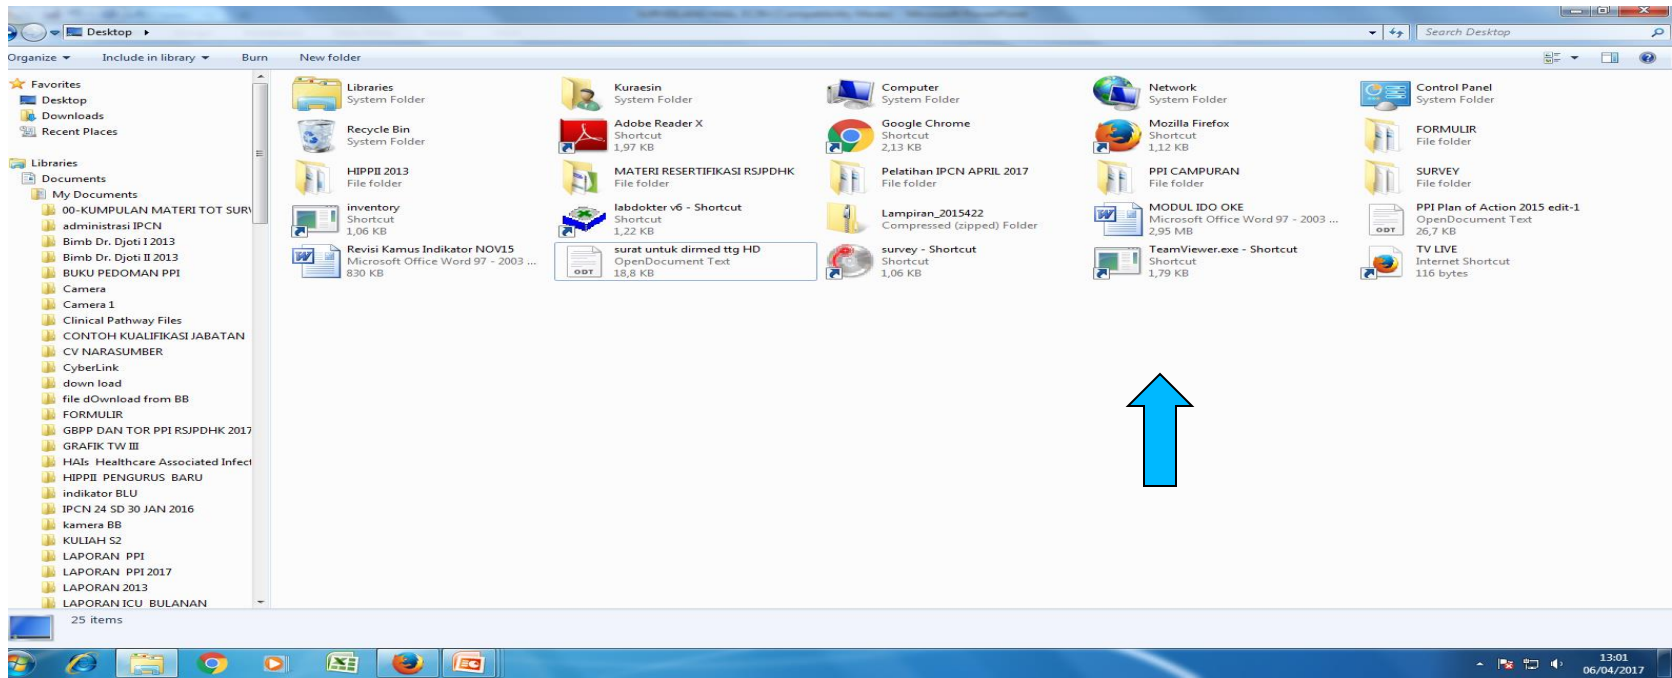 Desktop
Search Desktop
Organize
Include in library
Burn
New folder
Favorites
Desktop
Downloads
Recent Places
Libraries
Documents
My Documents
00-KUMPULAN MATERI TOT SURV
administrasi IPCN
Bimb Dr. Djoti I 2013
Bimb Dr. Djoti II 2013
BUKU PEDOMAN PPI
Camera
Camera 1
Clinical Pathway Files
CONTOH KUALIFIKASI JABATAN
CV NARASUMBER
CyberLink
down load
file dOwnload from BB
FORMULIR
GBPP DAN TOR PPI RSJPDHK 2017
GRAFIK TW III
HAIs Healthcare Associated Infect
HIPPII PENGURUS BARU
indikator BLU
IPCN 24 SD 30 JAN 2016
kamera BB
KULIAH S2
LAPORAN PPI
LAPORAN PPI 2017
LAPORAN 2013
LAPORAN ICU BULANAN
Libraries
System Folder
Kuraesin
System Folder
Computer
System Folder
Network
System Folder
Control Panel
System Folder
Recycle Bin
System Folder
Adobe Reader X
Shortcut
1,97 KB
Google Chrome
Shortcut
2,13 KB
Mozilla Firefox
Shortcut
1,12 KB
FORMULIR
File folder
HIPPII 2013
File folder
MATERI RESERTIFIKASI RSJPDHK
File folder
Pelatihan IPCN APRIL 2017
File folder
PPI CAMPURAN
File folder
SURVEY
File folder
inventory
Shortcut
1,06 KB
labdokter v6 - Shortcut
Shortcut
1,22 KB
Lampiran_2015422
Compressed (zipped) Folder
MODUL IDO OKE
Microsoft Office Word 97 - 2003 ...
2,95 MB
PPI Plan of Action 2015 edit-1
OpenDocument Text
26,7 KB
Revisi Kamus Indikator NOV15
Microsoft Office Word 97 - 2003 ...
830 KB
surat untuk dirmed ttg HD
OpenDocument Text
18,8 KB
survey - Shortcut
Shortcut
1,06 KB
TeamViewer.exe - Shortcut
Shortcut
1,79 KB
TV LIVE
Internet Shortcut
116 bytes
25 items
13:01
06/04/2017